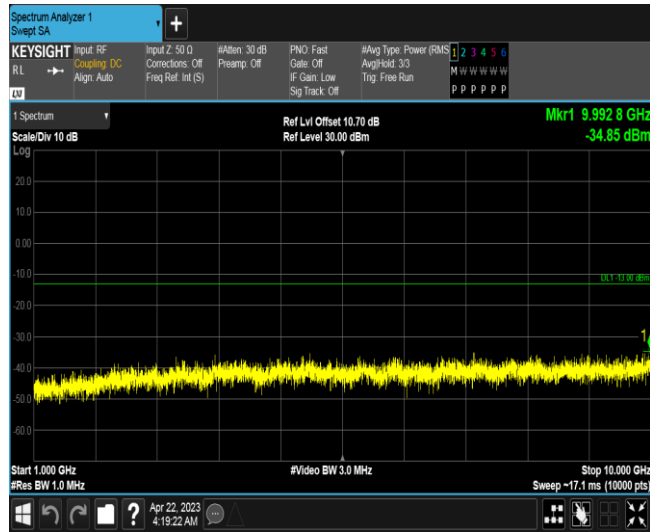 Spectrum Analyzer 1
Swept SA
+
KEYSIGHT Input: RF Input Z: 50 Ω #Atten: 30 dB PNO: Fast #Avg Type: Power (RMS 1 2 3 4 5 6
RL Coupling: DC Corrections: Off Preamp: Off Gate: Off Avg|Hold: 3/3 M W W W W W
Align: Auto Freq Ref: Int (S) IF Gain: Low Trig: Free Run
LXI Sig Track: Off P P P P P P
1 Spectrum Ref Lvl Offset 10.70 dB Mkr1 9.992 8 GHz
Scale/Div 10 dB Ref Level 30.00 dBm -34.85 dBm
Log
20.0
10.0
0.00
-10.0
DL1 -13.00 dBm
-20.0
-30.0
1
-40.0
-50.0
-60.0
Start 1.000 GHz #Video BW 3.0 MHz Stop 10.000 GHz
#Res BW 1.0 MHz Sweep ~17.1 ms (10000 pts)
? Apr 22, 2023
4:19:22 AM